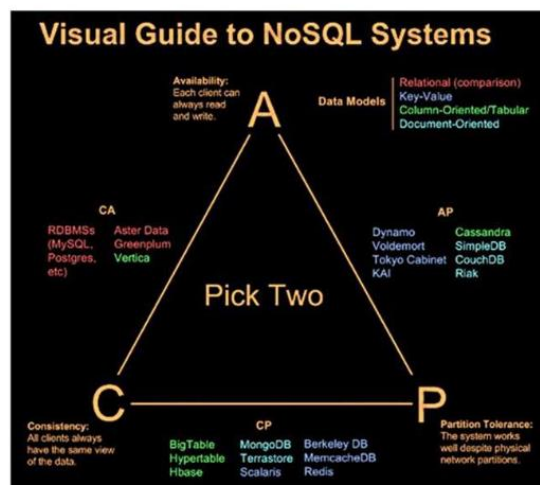 Visual Guide to NoSQL Systems
Availability:
Each client can
always read
and write.
A
Data Models
Relational (comparison)
Key-Value
Column-Oriented/Tabular
Document-Oriented
CA
RDBMSs
(MySQL,
Postgres,
etc)
Aster Data
Greenplum
Vertica
AP
Dynamo
Voldemort
Tokyo Cabinet
KAI
Cassandra
SimpleDB
CouchDB
Riak
Pick Two
C
P
Consistency:
All clients always
have the same view
of the data.
CP
BigTable
Hypertable
Hbase
MongoDB
Terrastore
Scalaris
Berkeley DB
MemcacheDB
Redis
Partition Tolerance:
The system works
well despite physical
network partitions.